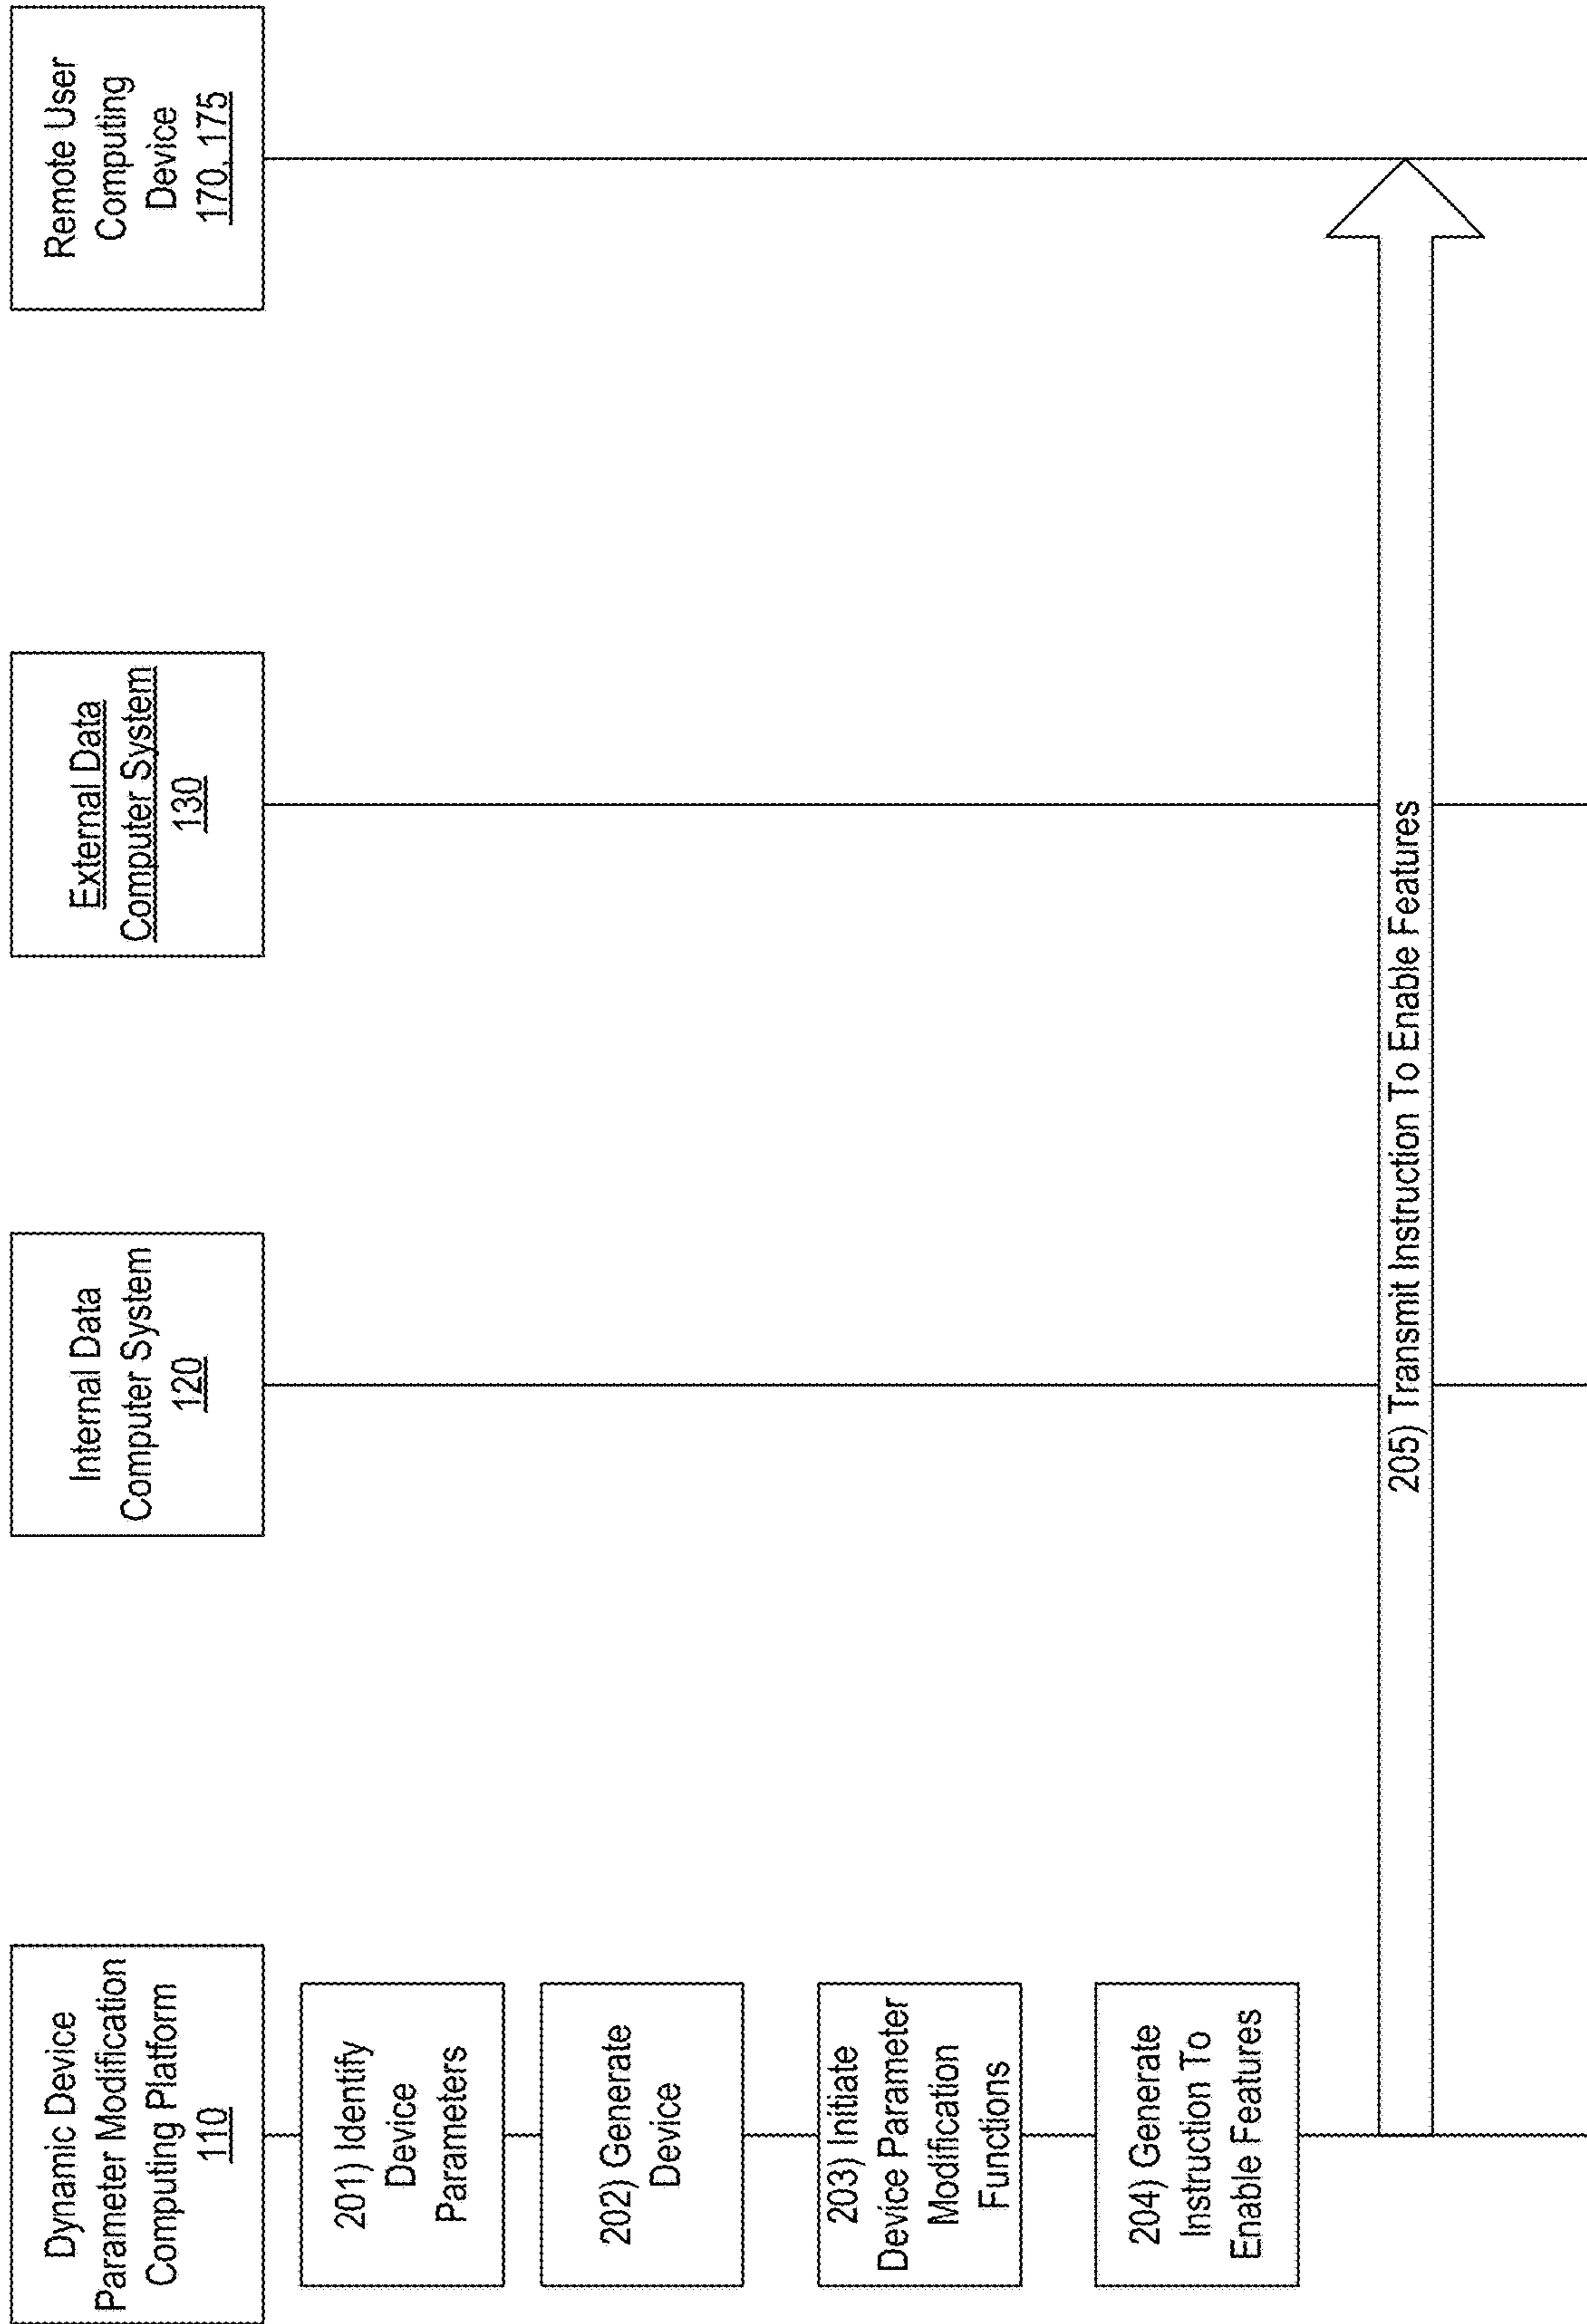 Dynamic Device
Parameter Modification
Computing Platform
110
Internal Data
Computer System
120
External Data
Computer System
130
Remote User
Computing
Device
170, 175
201) Identify
Device
Parameters
202) Generate
Device
203) Initiate
Device Parameter
Modification
Functions
204) Generate
Instruction To
Enable Features
205) Transmit Instruction To Enable Features